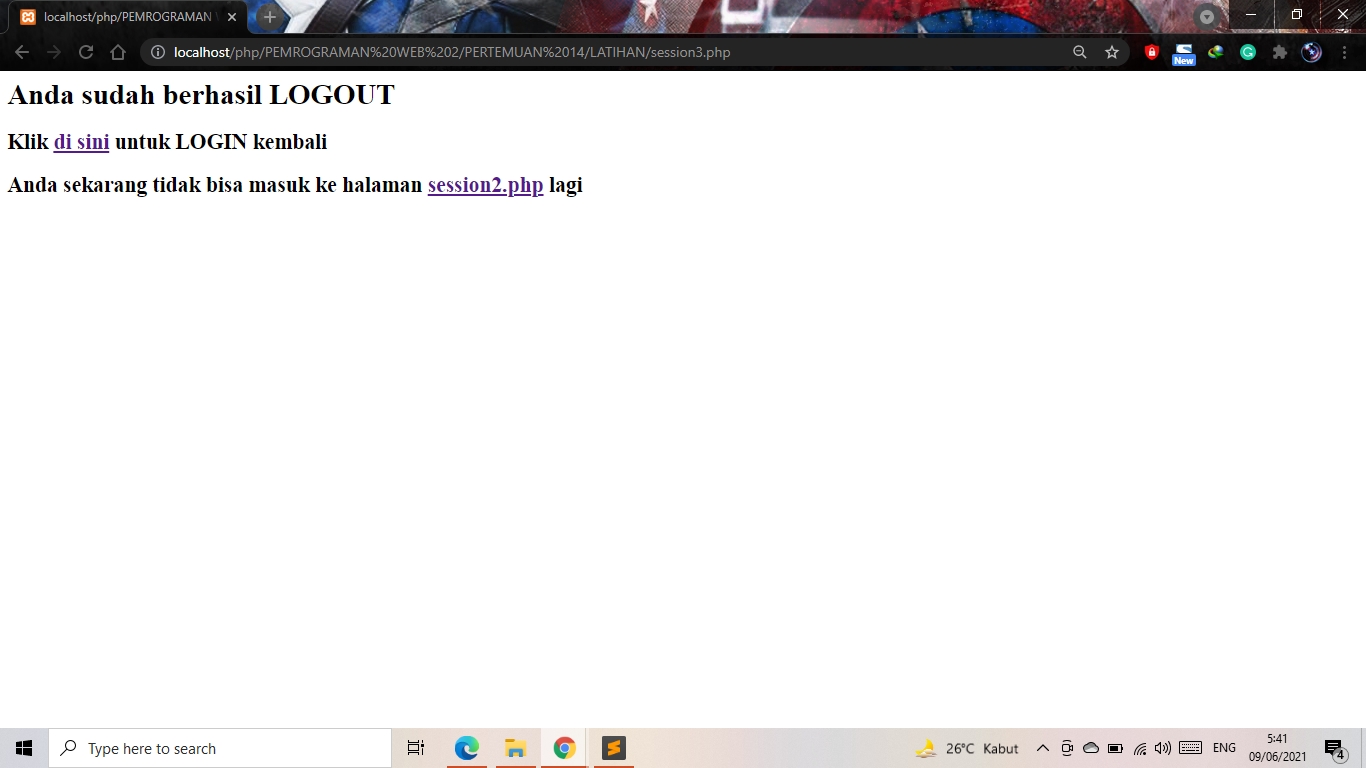 localhost/php/PEMROGRAMAN
localhost/php/PEMROGRAMAN%20WEB%202/PERTEMUAN%2014/LATIHAN/session3.php
New
Anda sudah berhasil LOGOUT
Klik di sini untuk LOGIN kembali
Anda sekarang tidak bisa masuk ke halaman session2.php lagi
Type here to search
26°C Kabut
ENG
5:41
09/06/2021
4